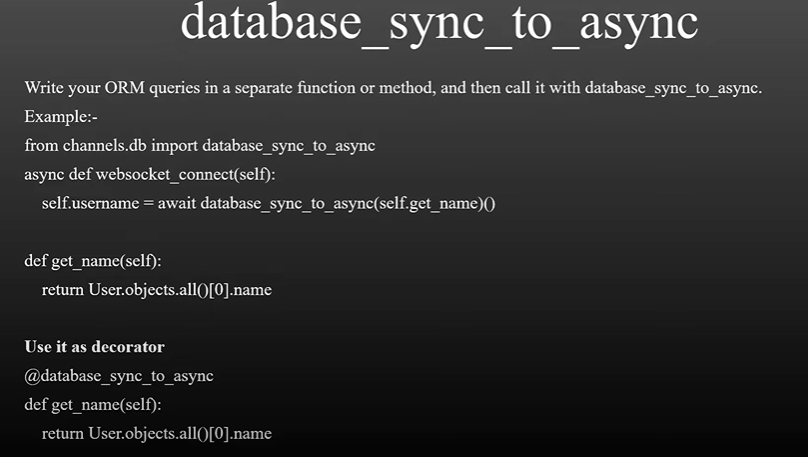 database_sync_to_async
Write your ORM queries in a separate function or method, and then call it with database_sync_to_async.
Example:-
from channels.db import database_sync_to_async
async def websocket_connect(self):
self.username = await database_sync_to_async(self.get_name)()
def get_name(self):
return User.objects.all()[0].name
Use it as decorator
@database_sync_to_async
def get_name(self):
return User.objects.all()[0].name